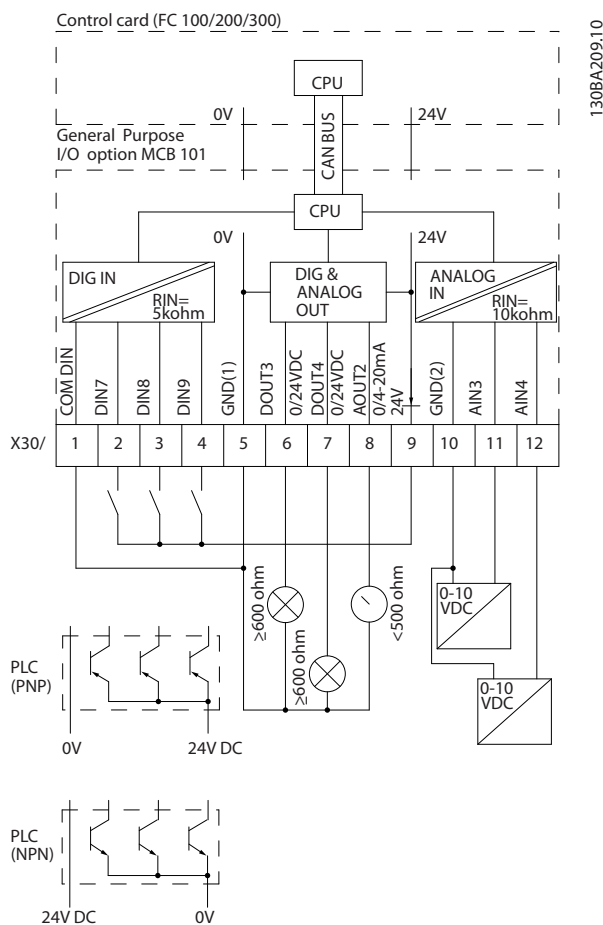 Control card (FC 100/200/300)
130BA209.10
CPU
0V
24V
CAN BUS
General Purpose
I/O option MCB 101
CPU
0V
24V
DIG IN
RIN=
5kohm
DIG &
ANALOG
OUT
ANALOG
IN
RIN=
10kohm
COM DIN
DIN7
DIN8
DIN9
GND(1)
DOUT3
0/24VDC
DOUT4
0/24VDC
AOUT2
0/4-20mA
24V
GND(2)
AIN3
AIN4
X30/ 1 2 3 4 5 6 7 8 9 10 11 12
≥600 ohm
≥600 ohm
<500 ohm
0-10
VDC
0-10
VDC
PLC
(PNP)
0V 24V DC
PLC
(NPN)
24V DC 0V